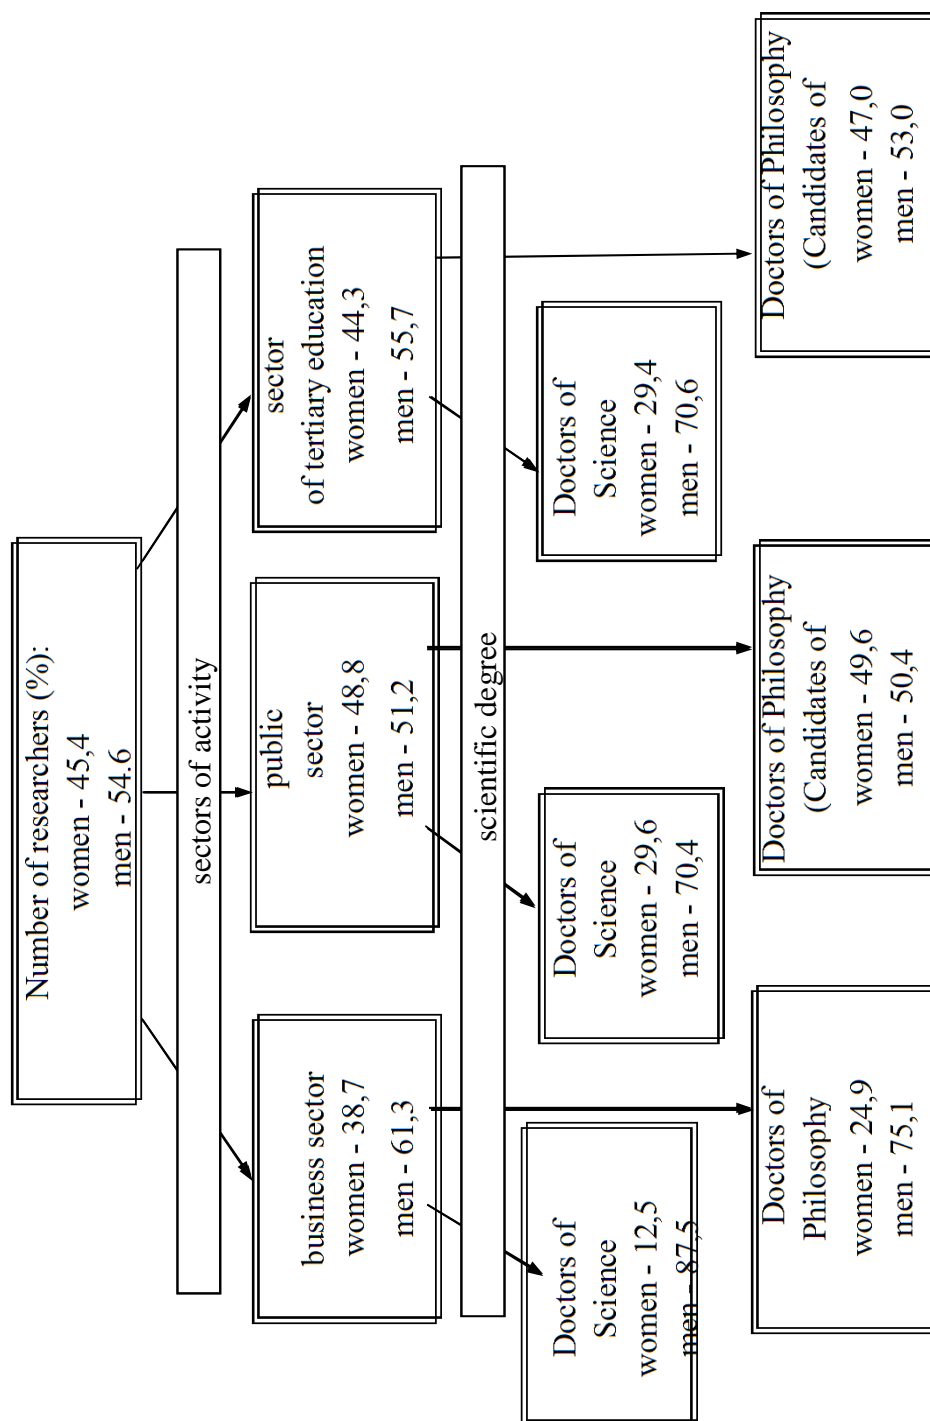 Number of researchers (%):
women - 45,4
men - 54.6
sectors of activity
business sector
women - 38,7
men - 61,3
public
sector
women - 48,8
men - 51,2
sector
of tertiary education
women - 44,3
men - 55,7
scientific degree
Doctors of
Science
women - 12,5
men - 87,5
Doctors of
Science
women - 29,6
men - 70,4
Doctors of
Science
women - 29,4
men - 70,6
Doctors of
Philosophy
women - 24,9
men - 75,1
Doctors of Philosophy
(Candidates of
women - 49,6
men - 50,4
Doctors of Philosophy
(Candidates of
women - 47,0
men - 53,0